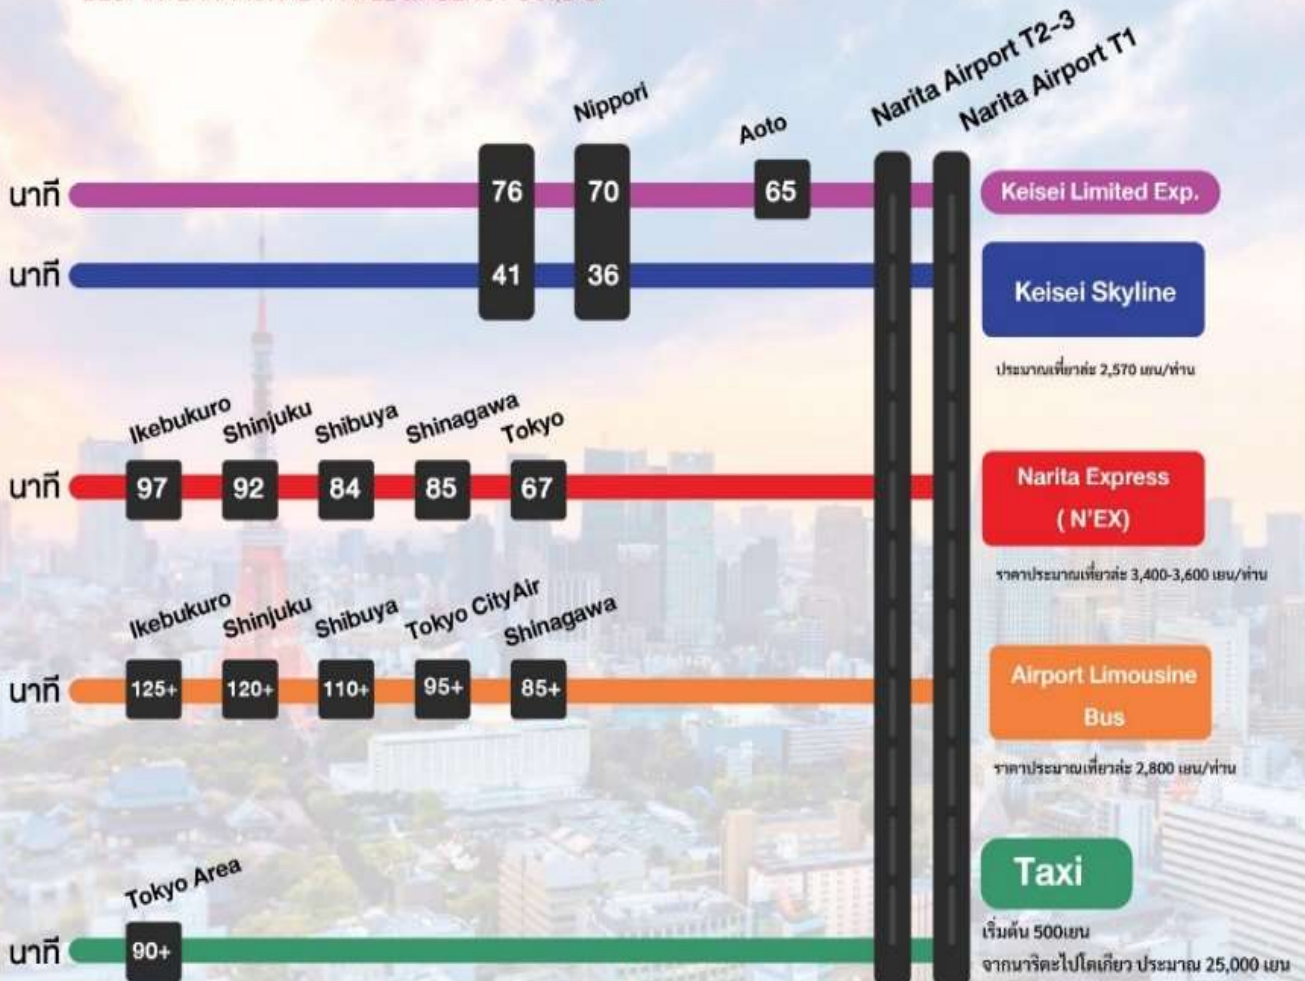 Narita Airport T2-3
Narita Airport T1
Nippori
Aoto
นาที
76
70
65
Keisei Limited Exp.
นาที
41
36
Keisei Skyline
ประมาณเที่ยวล่ะ 2,570 เยน/ท่าน
Ikebukuro
Shinjuku
Shibuya
Shinagawa
Tokyo
นาที
97
92
84
85
67
Narita Express
( N'EX)
ราคาประมาณเที่ยวล่ะ 3,400-3,600 เยน/ท่าน
Ikebukuro
Shinjuku
Shibuya
Tokyo CityAir
Shinagawa
นาที
125+
120+
110+
95+
85+
Airport Limousine
Bus
ราคาประมาณเที่ยวล่ะ 2,800 เยน/ท่าน
Tokyo Area
นาที
90+
Taxi
เริ่มต้น 500เยน
จากนาริตะไปโตเกียว ประมาณ 25,000 เยน